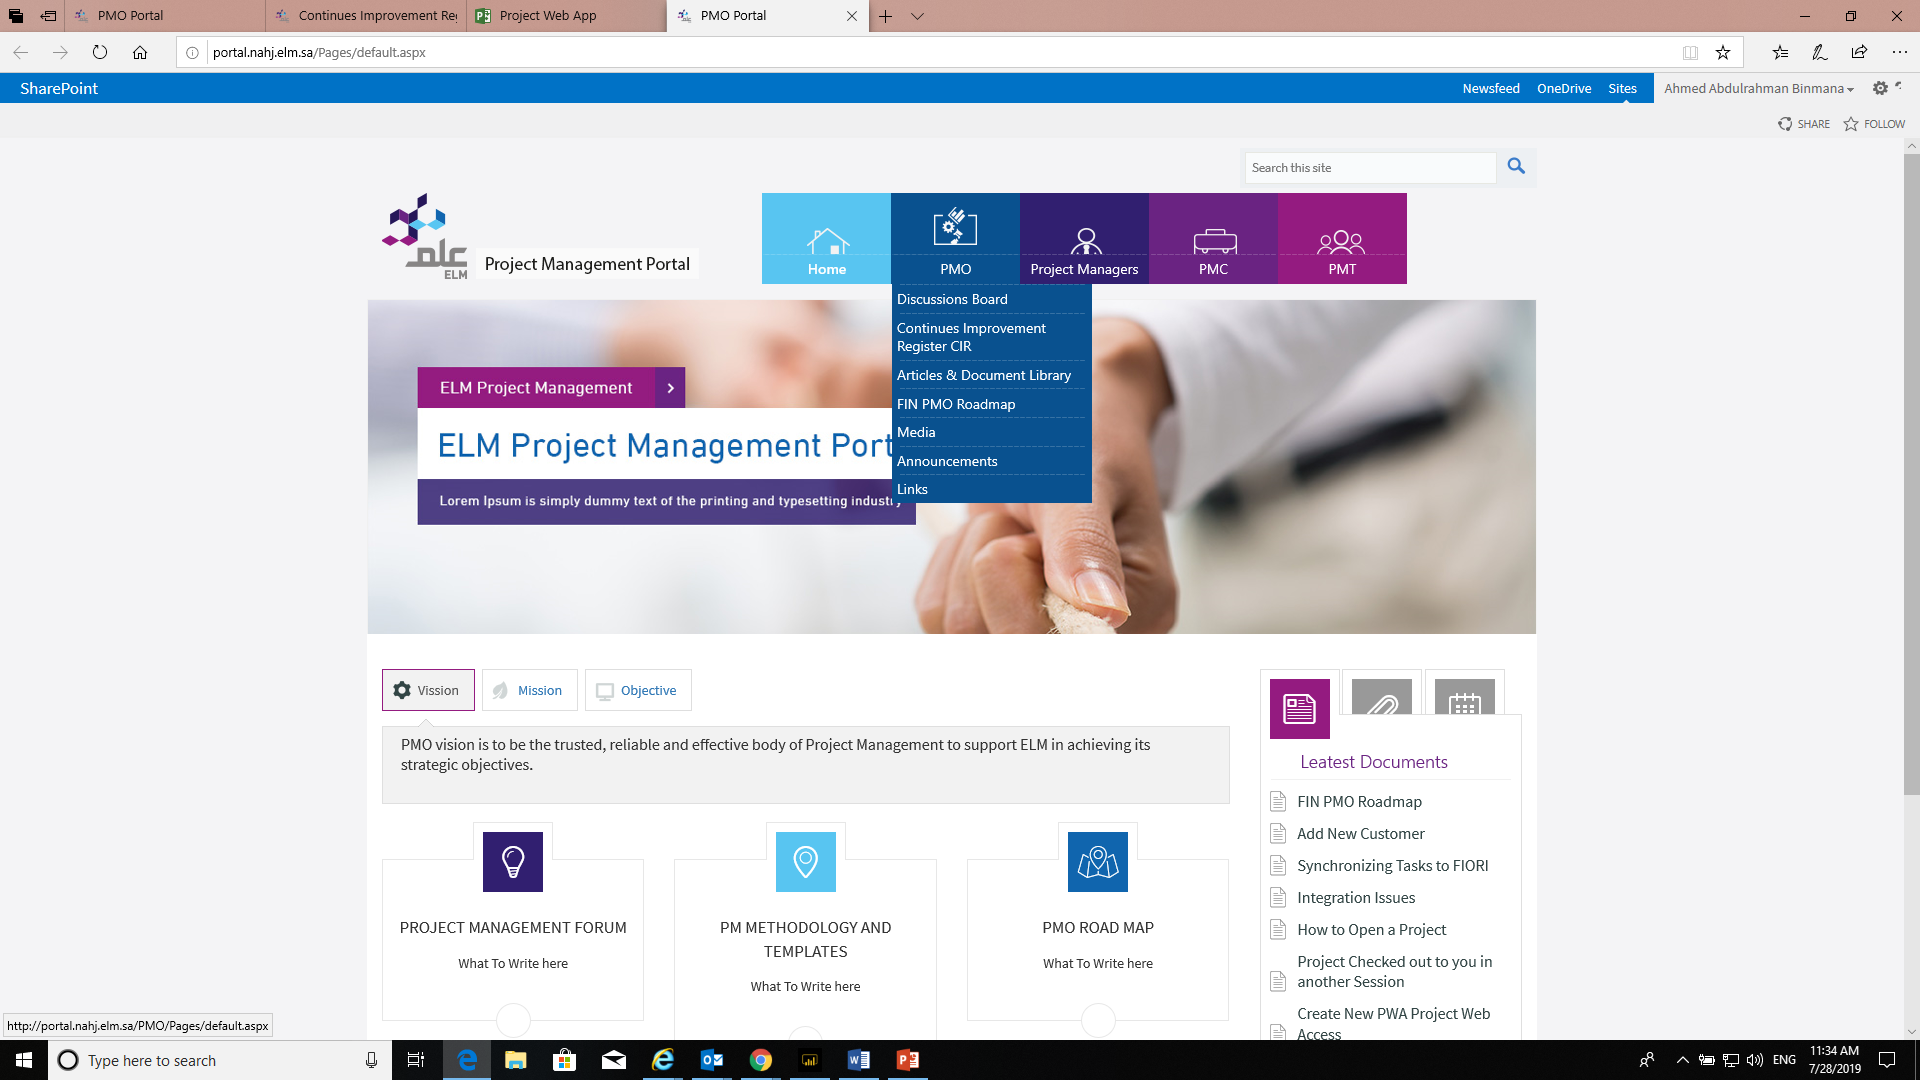 PMO Portal
Continues Improvement Reg
Project Web App
PMO Portal
portal.nahj.elm.sa/Pages/default.aspx
SharePoint
Newsfeed OneDrive Sites Ahmed Abdulrahman Binmana
SHARE FOLLOW
Search this site
علم
ELM
Project Management Portal
Home PMO Project Managers PMC PMT
Discussions Board
Continues Improvement
Register CIR
Articles & Document Library
FIN PMO Roadmap
Media
Announcements
Links
ELM Project Management
ELM Project Management Port
Lorem Ipsum is simply dummy text of the printing and typesetting industry
Vission Mission Objective
PMO vision is to be the trusted, reliable and effective body of Project Management to support ELM in achieving its
strategic objectives.
PROJECT MANAGEMENT FORUM
What To Write here
PM METHODOLOGY AND
TEMPLATES
What To Write here
PMO ROAD MAP
What To Write here
Leatest Documents
FIN PMO Roadmap
Add New Customer
Synchronizing Tasks to FIORI
Integration Issues
How to Open a Project
Project Checked out to you in
another Session
Create New PWA Project Web
Access
http://portal.nahj.elm.sa/PMO/Pages/default.aspx
Type here to search
ENG
11:34 AM
7/28/2019